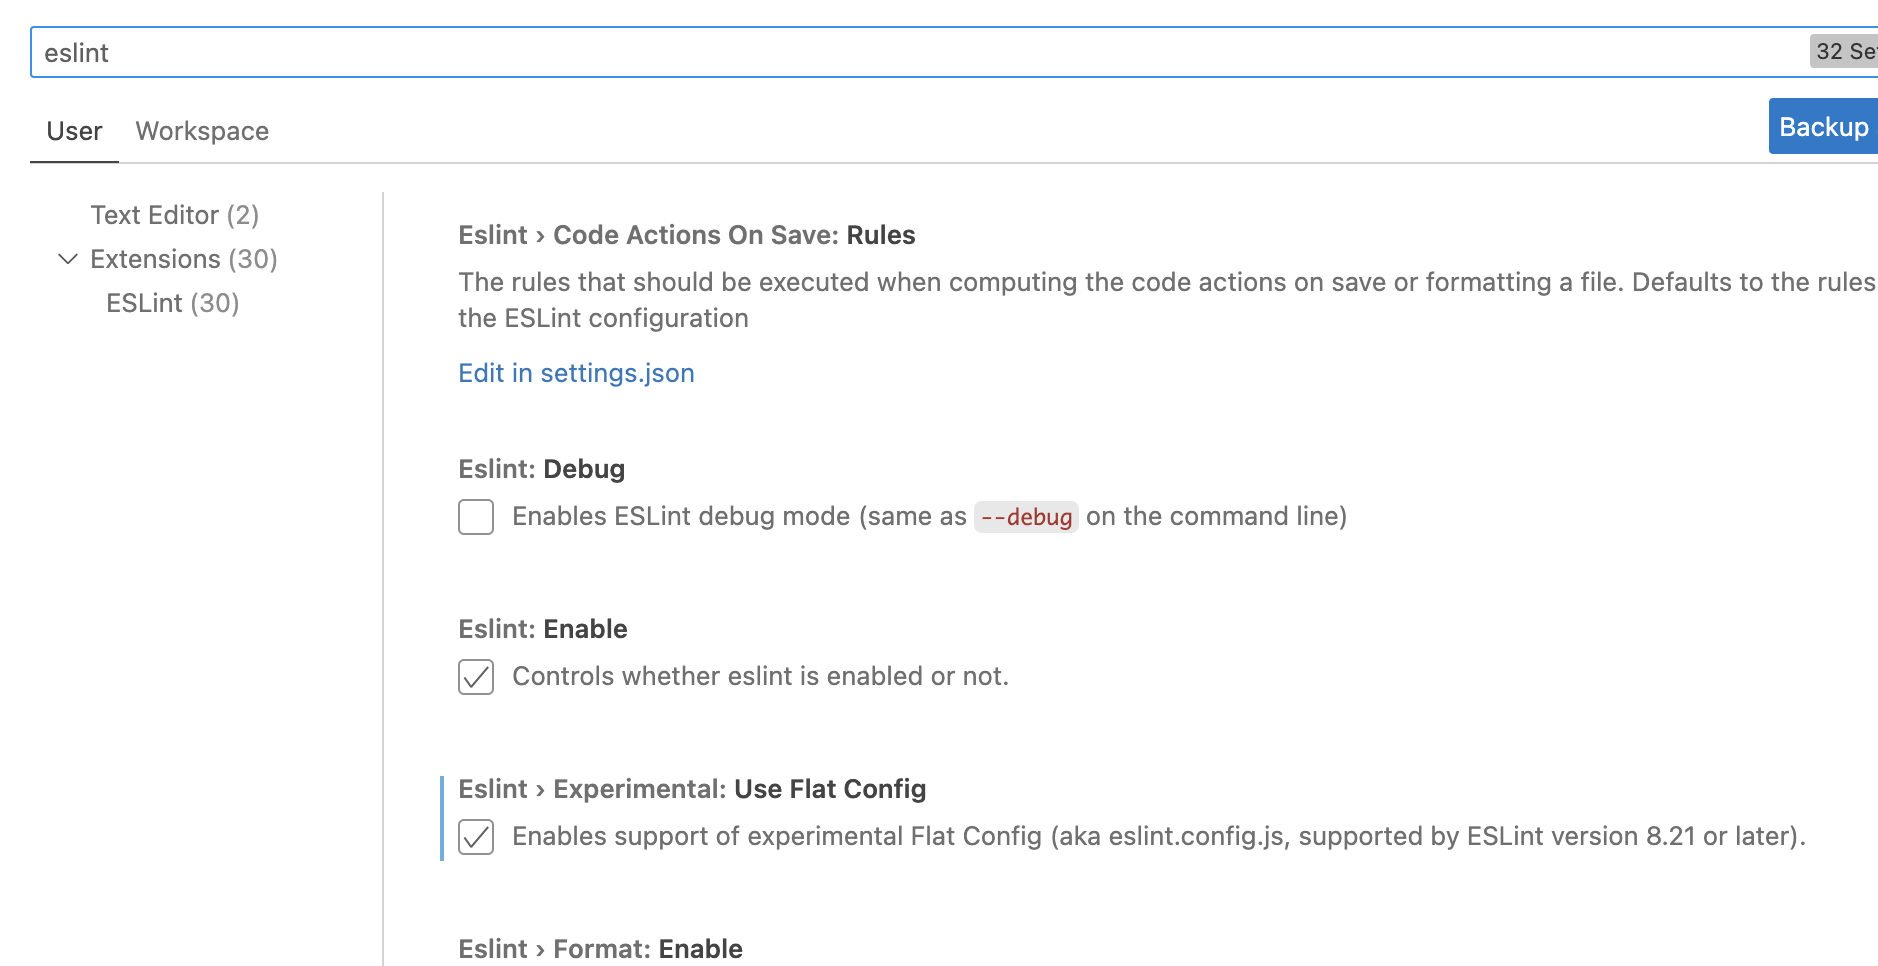 eslint
32 Se
User
Workspace
Backup
Text Editor (2)
Extensions (30)
ESLint (30)
Eslint › Code Actions On Save: Rules
The rules that should be executed when computing the code actions on save or formatting a file. Defaults to the rules
the ESLint configuration
Edit in settings.json
Eslint: Debug
Enables ESLint debug mode (same as --debug on the command line)
Eslint: Enable
Controls whether eslint is enabled or not.
Eslint › Experimental: Use Flat Config
Enables support of experimental Flat Config (aka eslint.config.js, supported by ESLint version 8.21 or later).
Eslint › Format: Enable